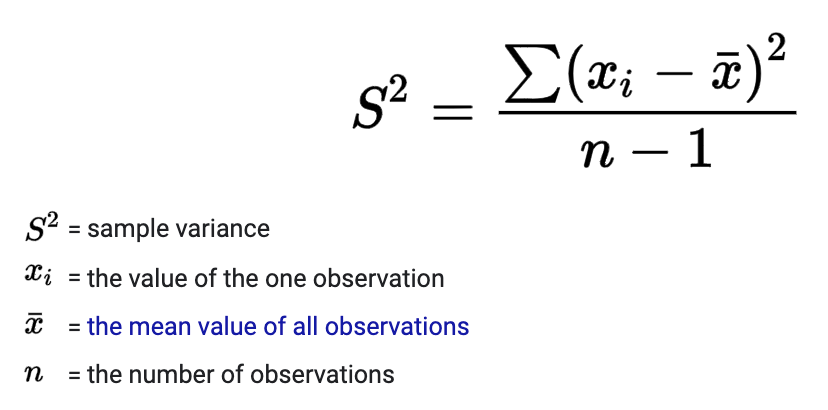 S² = ∑(xᵢ − x̄)² / n − 1
S² = sample variance
xᵢ = the value of the one observation
x̄ = the mean value of all observations
n = the number of observations